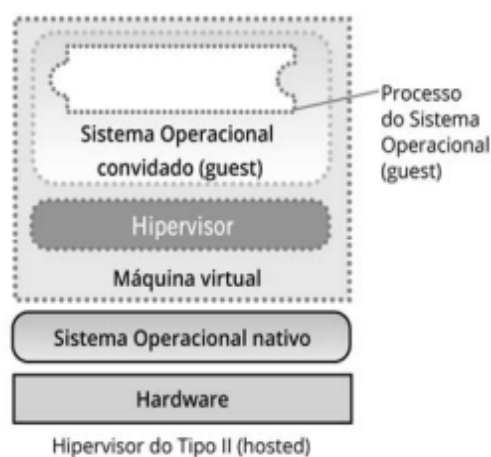 Processo
do Sistema
Operacional
(guest)
Sistema Operacional
convidado (guest)
Hipervisor
Máquina virtual
Sistema Operacional nativo
Hardware
Hipervisor do Tipo II (hosted)